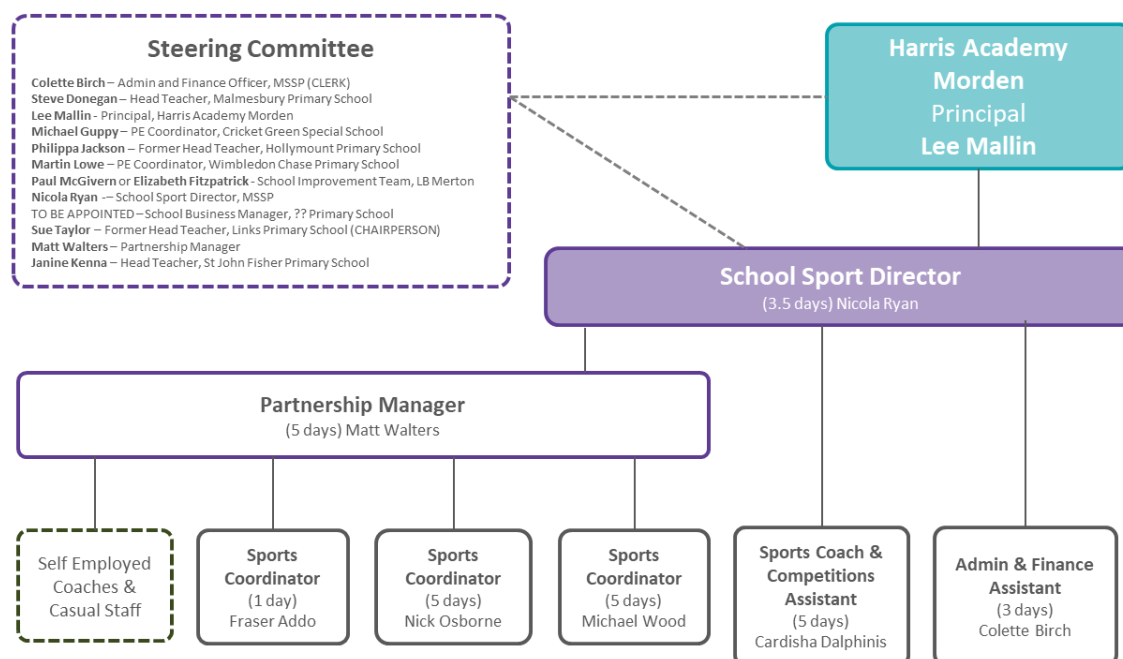 Steering Committee
Colette Birch – Admin and Finance Officer, MSSP (CLERK)
Steve Donegan – Head Teacher, Malmesbury Primary School
Lee Mallin - Principal, Harris Academy Morden
Michael Guppy – PE Coordinator, Cricket Green Special School
Philippa Jackson – Former Head Teacher, Hollymount Primary School
Martin Lowe – PE Coordinator, Wimbledon Chase Primary School
Paul McGivern or Elizabeth Fitzpatrick - School Improvement Team, LB Merton
Nicola Ryan -– School Sport Director, MSSP
TO BE APPOINTED – School Business Manager, ?? Primary School
Sue Taylor – Former Head Teacher, Links Primary School (CHAIRPERSON)
Matt Walters – Partnership Manager
Janine Kenna – Head Teacher, St John Fisher Primary School
Harris Academy
Morden
Principal
Lee Mallin
School Sport Director
(3.5 days) Nicola Ryan
Partnership Manager
(5 days) Matt Walters
Self Employed
Coaches &
Casual Staff
Sports
Coordinator
(1 day)
Fraser Addo
Sports
Coordinator
(5 days)
Nick Osborne
Sports
Coordinator
(5 days)
Michael Wood
Sports Coach &
Competitions
Assistant
(5 days)
Cardisha Dalphinis
Admin & Finance
Assistant
(3 days)
Colette Birch